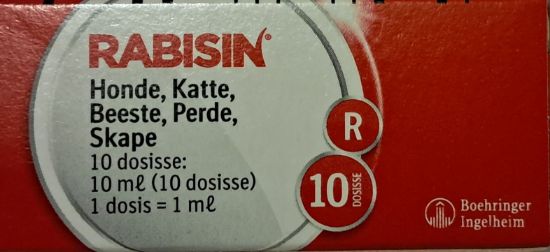 RABISIN®
Honde, Katte,
Beeste, Perde,
Skape
10 dosisse:
10 mℓ (10 dosisse)
1 dosis = 1 mℓ
R
10 DOSISSE
Boehringer
Ingelheim